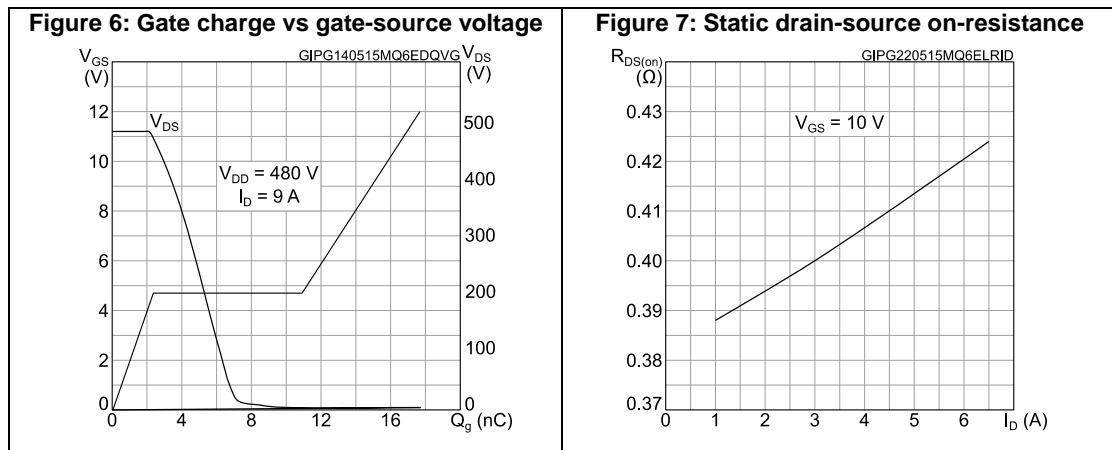 Figure 6: Gate charge vs gate-source voltage
V_GS (V)
GIPG140515MQ6EDQVG
V_DS (V)
12
10
8
6
4
2
0
V_DS
V_DD = 480 V
I_D = 9 A
500
400
300
200
100
0
0 4 8 12 16 Q_g (nC)
Figure 7: Static drain-source on-resistance
R_DS(on) (Ω)
GIPG220515MQ6ELRID
0.43
0.42
0.41
0.40
0.39
0.38
0.37
V_GS = 10 V
0 1 2 3 4 5 6 I_D (A)